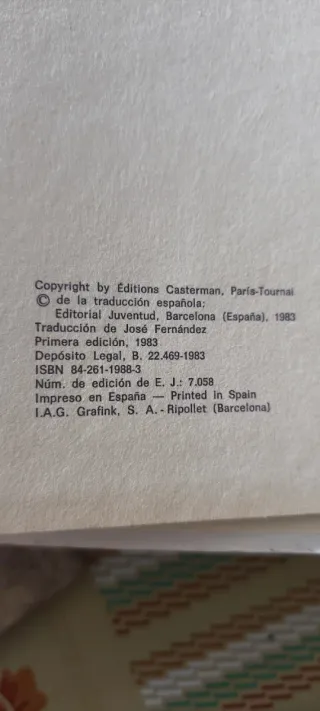 Copyright by Éditions Casterman, París-Tournai
© de la traducción española:
Editorial Juventud, Barcelona (España), 1983
Traducción de José Fernández
Primera edición, 1983
Depósito Legal, B. 22.469-1983
ISBN 84-261-1988-3
Núm. de edición de E. J.: 7.058
Impreso en España — Printed in Spain
I.A.G. Grafink, S. A. - Ripollet (Barcelona)